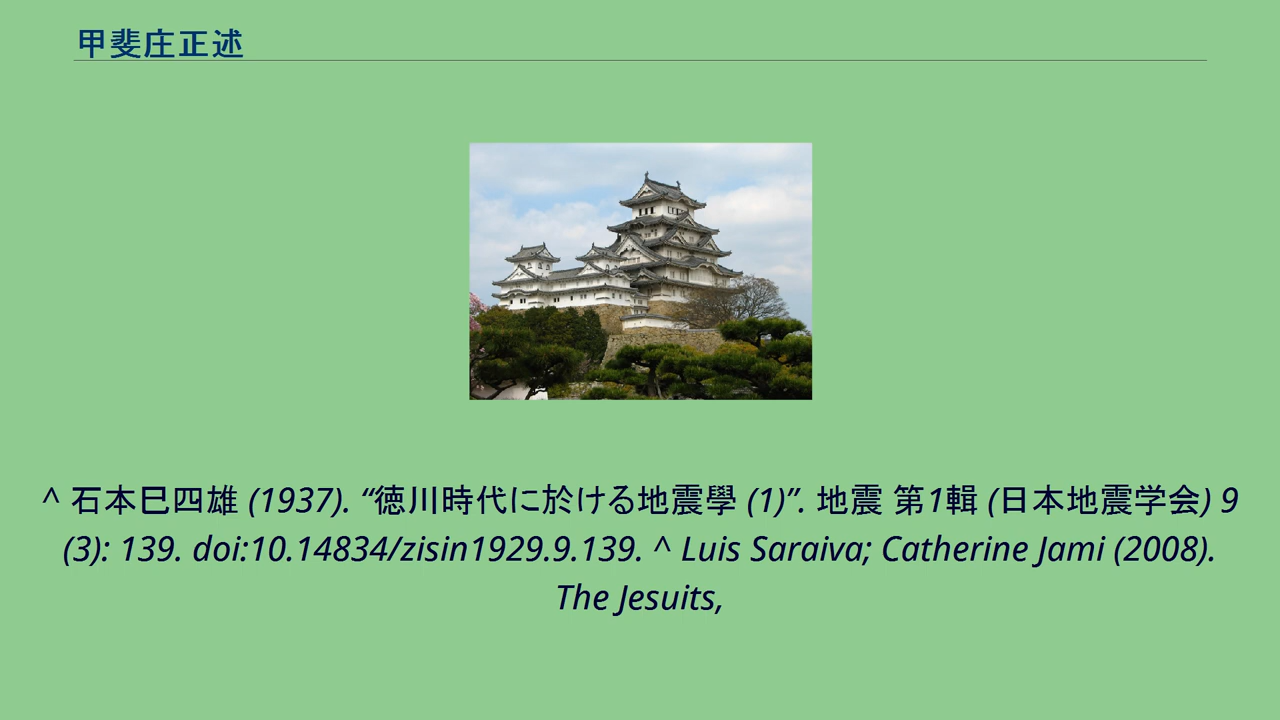 甲斐庄正述
^ 石本巳四雄 (1937). “徳川時代に於ける地震學 (1)”. 地震 第1輯 (日本地震学会) 9
(3): 139. doi:10.14834/zisin1929.9.139. ^ Luis Saraiva; Catherine Jami (2008).
The Jesuits,